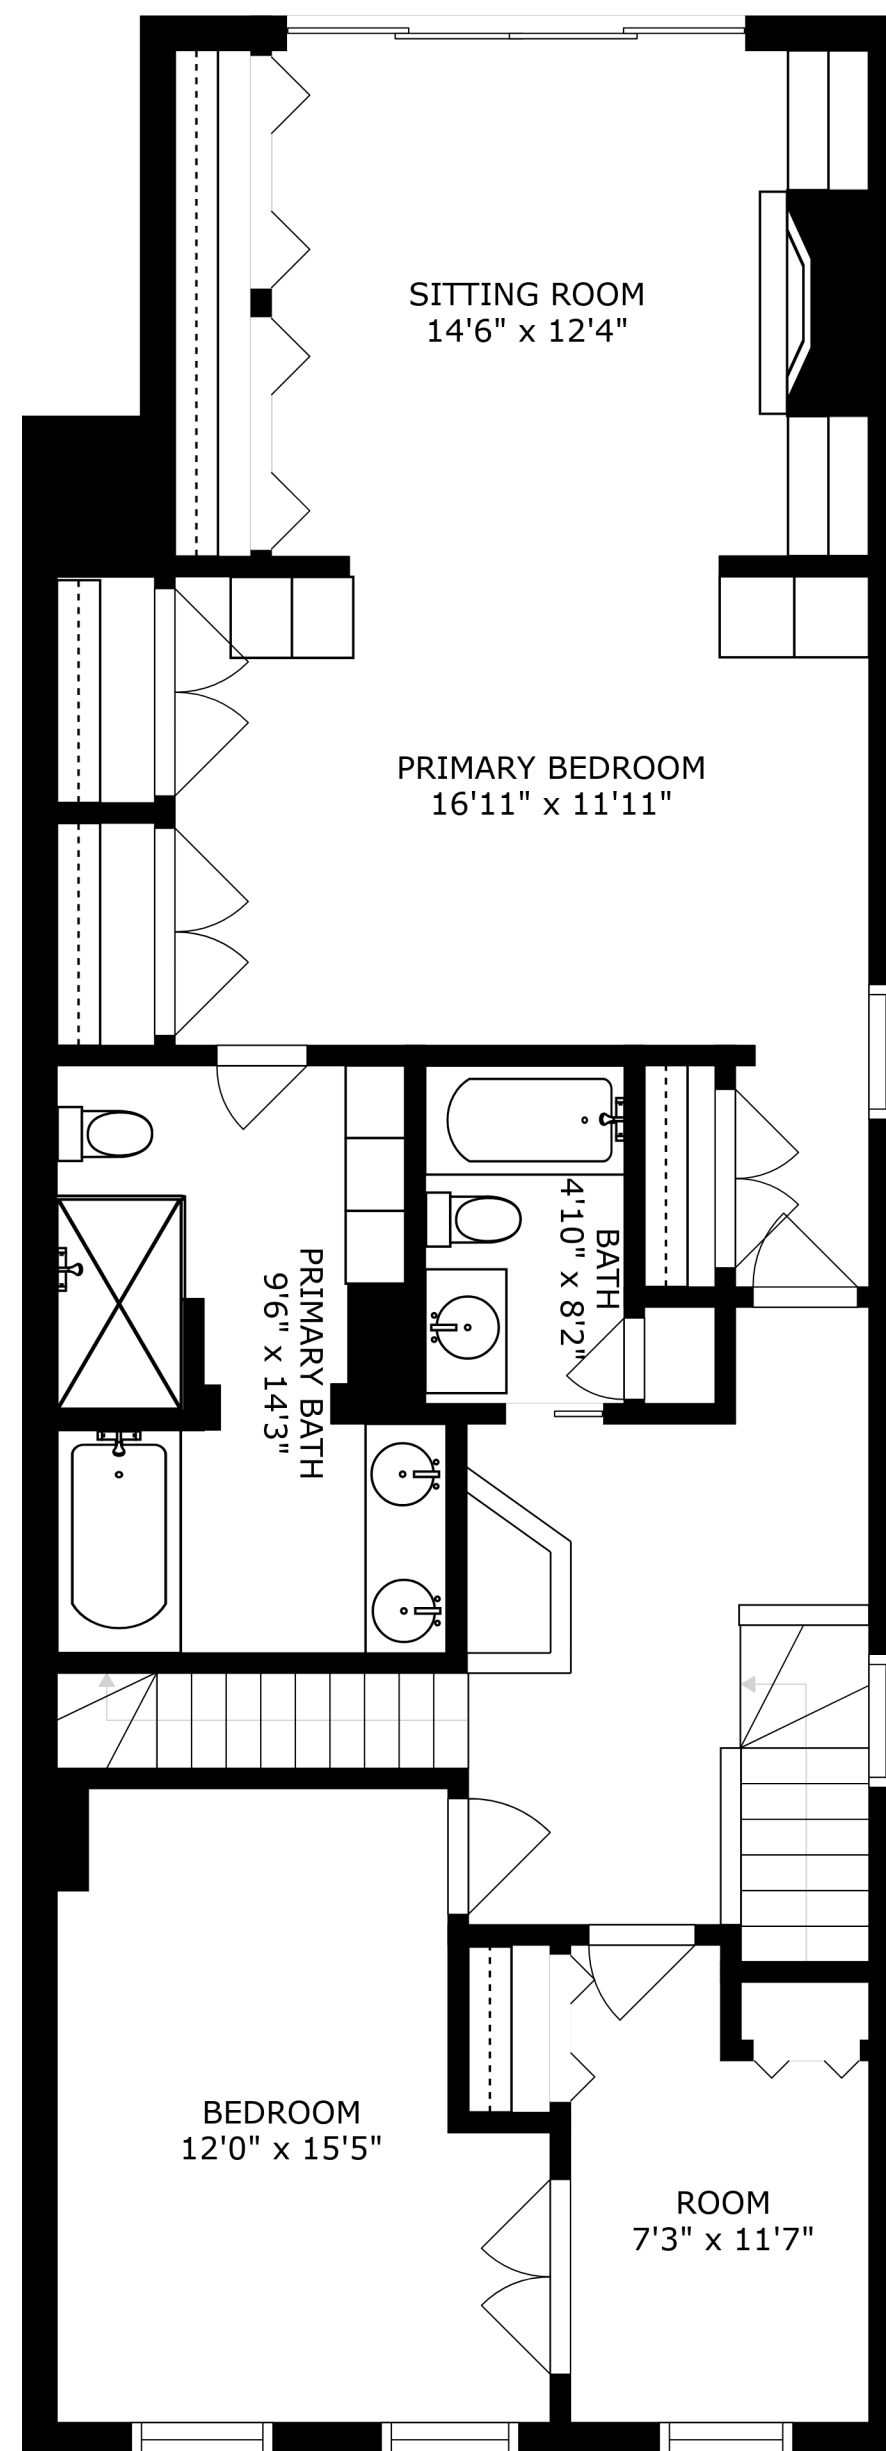 SITTING ROOM
14'6" x 12'4"
PRIMARY BEDROOM
16'11" x 11'11"
BATH
4'10" x 8'2"
PRIMARY BATH
9'6" x 14'3"
BEDROOM
12'0" x 15'5"
ROOM
7'3" x 11'7"